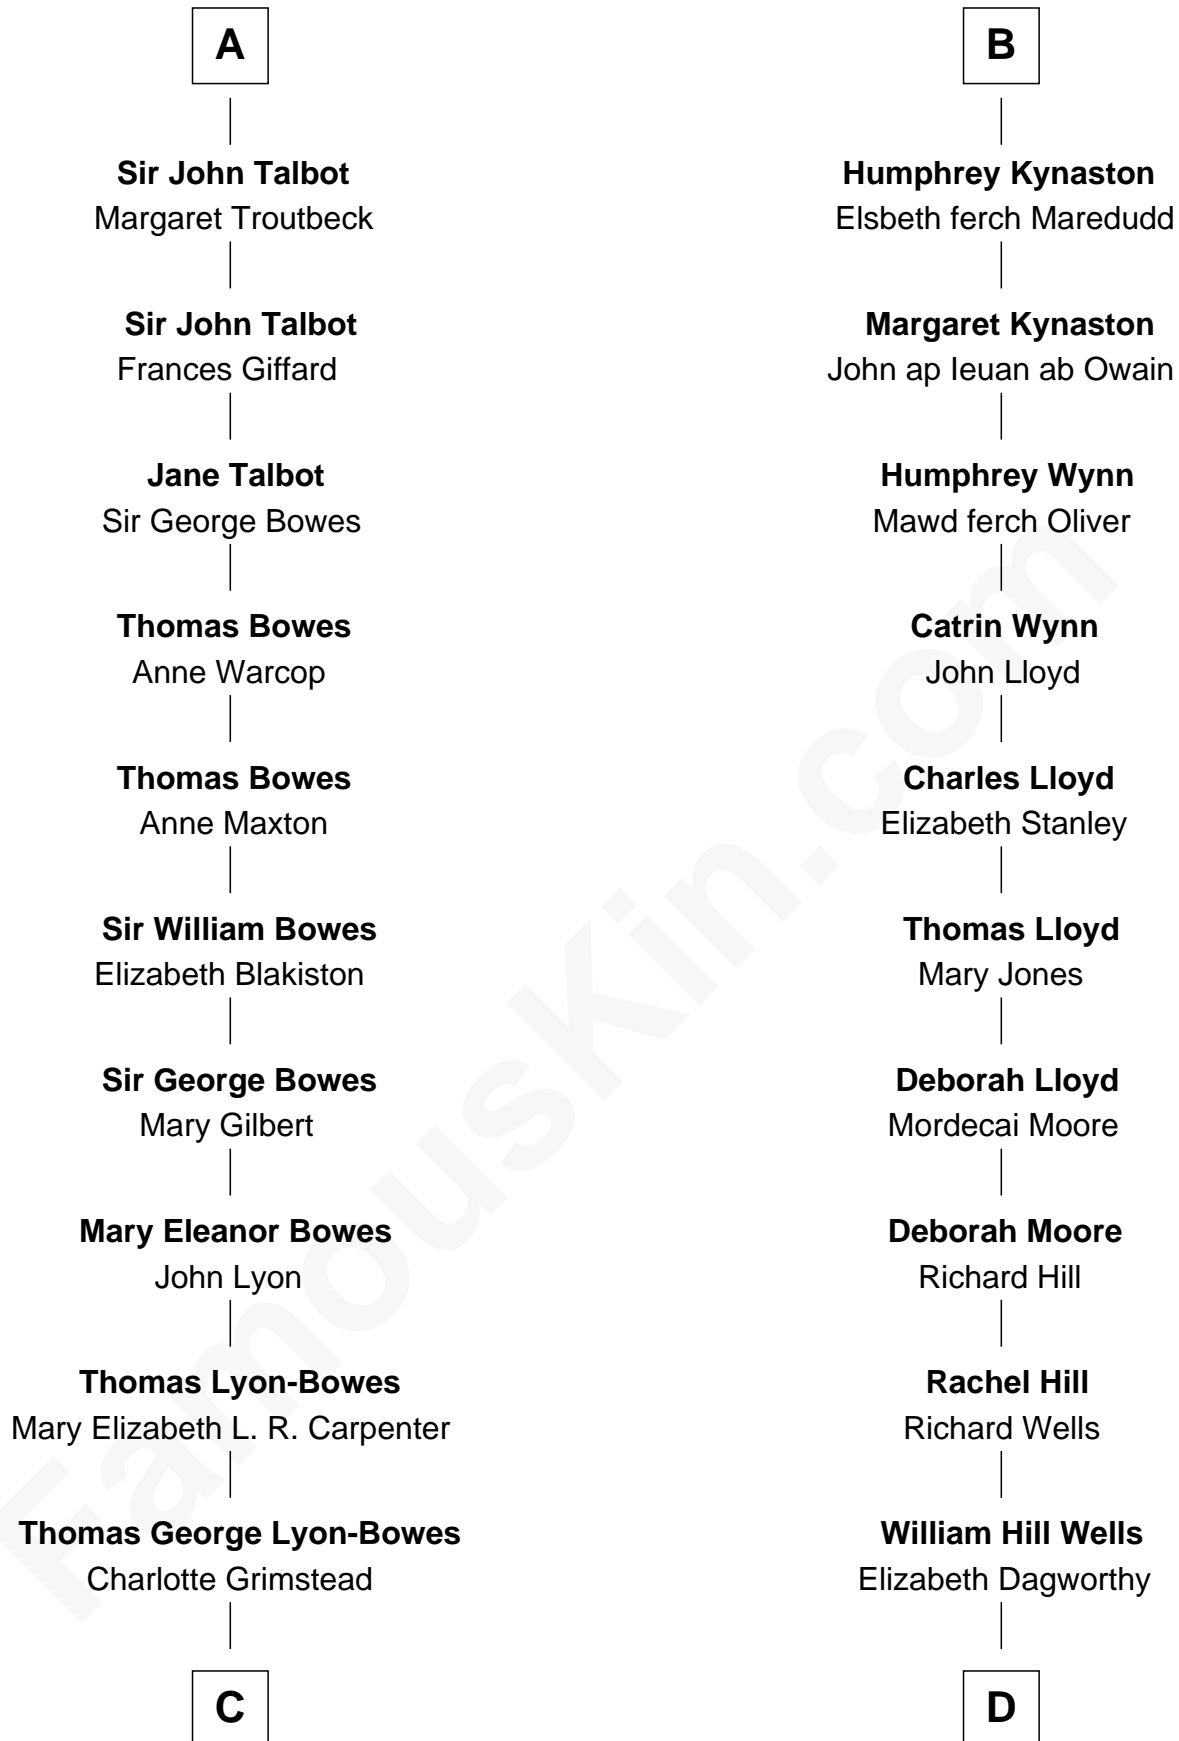 A
Sir John Talbot
Margaret Troutbeck
Sir John Talbot
Frances Giffard
Jane Talbot
Sir George Bowes
Thomas Bowes
Anne Warcop
Thomas Bowes
Anne Maxton
Sir William Bowes
Elizabeth Blakiston
Sir George Bowes
Mary Gilbert
Mary Eleanor Bowes
John Lyon
Thomas Lyon-Bowes
Mary Elizabeth L. R. Carpenter
Thomas George Lyon-Bowes
Charlotte Grimstead
C
B
Humphrey Kynaston
Elsbeth ferch Maredudd
Margaret Kynaston
John ap Ieuan ab Owain
Humphrey Wynn
Mawd ferch Oliver
Catrin Wynn
John Lloyd
Charles Lloyd
Elizabeth Stanley
Thomas Lloyd
Mary Jones
Deborah Lloyd
Mordecai Moore
Deborah Moore
Richard Hill
Rachel Hill
Richard Wells
William Hill Wells
Elizabeth Dagworthy
D
FamousKin.com